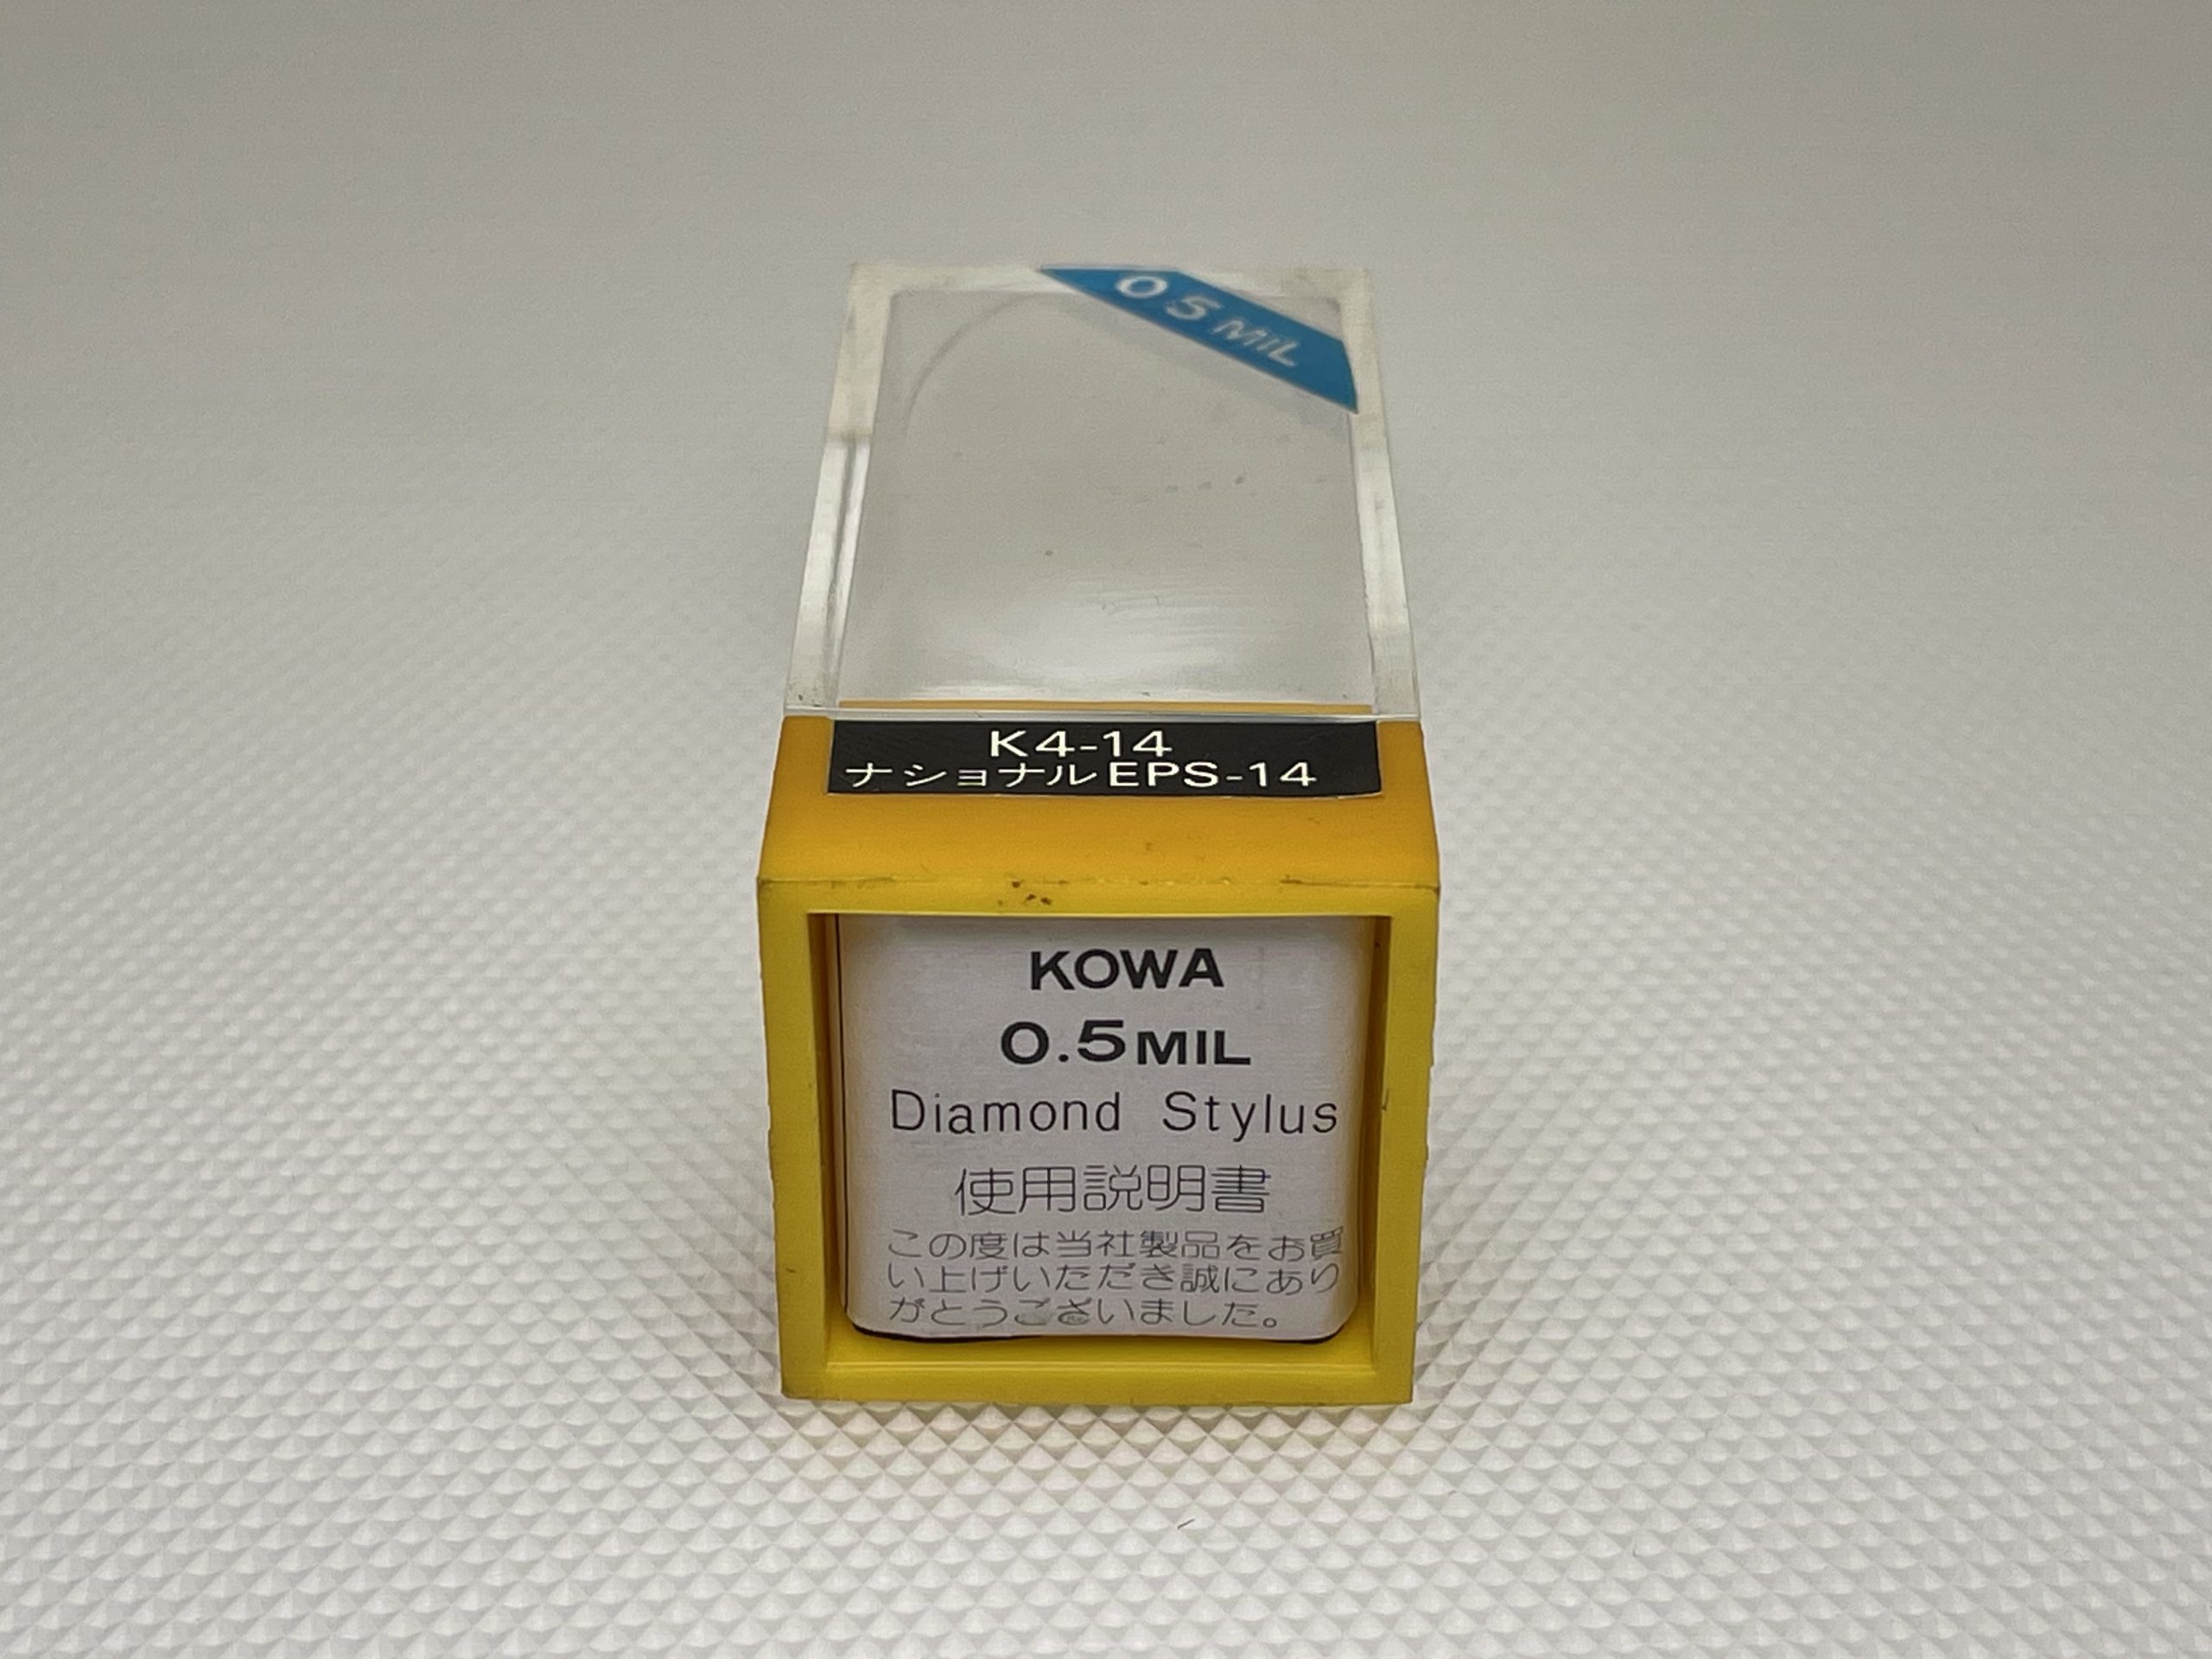 0.5 MIL
K4-14
ナショナルEPS-14
KOWA
0.5MIL
Diamond Stylus
使用説明書
この度は当社製品をお買
い上げいただき誠にあり
がとうございました。